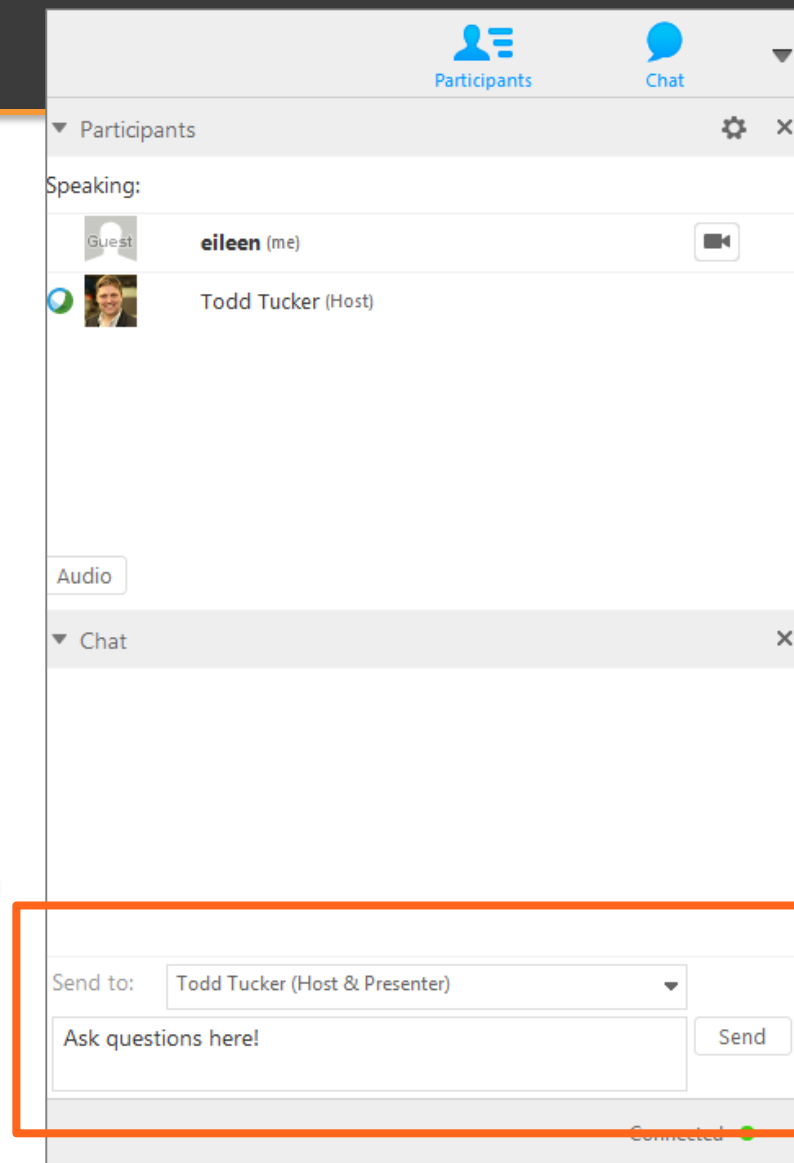 Participants Chat
Participants
Speaking:
Guest eileen (me)
Todd Tucker (Host)
Audio
Chat
Send to: Todd Tucker (Host & Presenter)
Ask questions here! Send
Connected